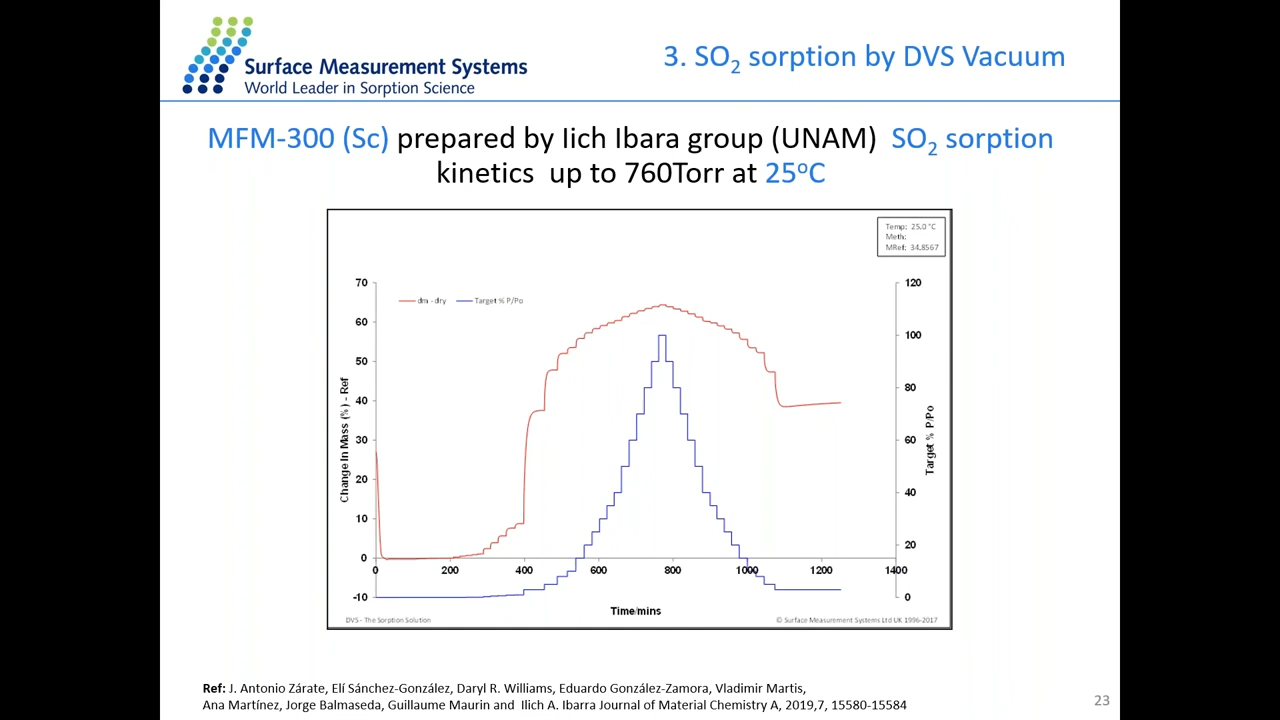 Surface Measurement Systems
World Leader in Sorption Science
3. SO2 sorption by DVS Vacuum
MFM-300 (Sc) prepared by Iich Ibara group (UNAM) SO2 sorption
kinetics up to 760Torr at 25oC
Temp: 25.0 °C
Meth:
MRef: 34.8567
dm - dry
Target % P/Po
70
60
50
40
30
20
10
0
-10
Change In Mass (%) - Ref
0
200
400
600
800
1000
1200
1400
Time/mins
120
100
80
60
40
20
0
Target % P/Po
DVS - The Sorption Solution
© Surface Measurement Systems Ltd UK 1996-2017
Ref: J. Antonio Zárate, Elí Sánchez-González, Daryl R. Williams, Eduardo González-Zamora, Vladimir Martis,
Ana Martínez, Jorge Balmaseda, Guillaume Maurin and Ilich A. Ibarra Journal of Material Chemistry A, 2019,7, 15580-15584
23